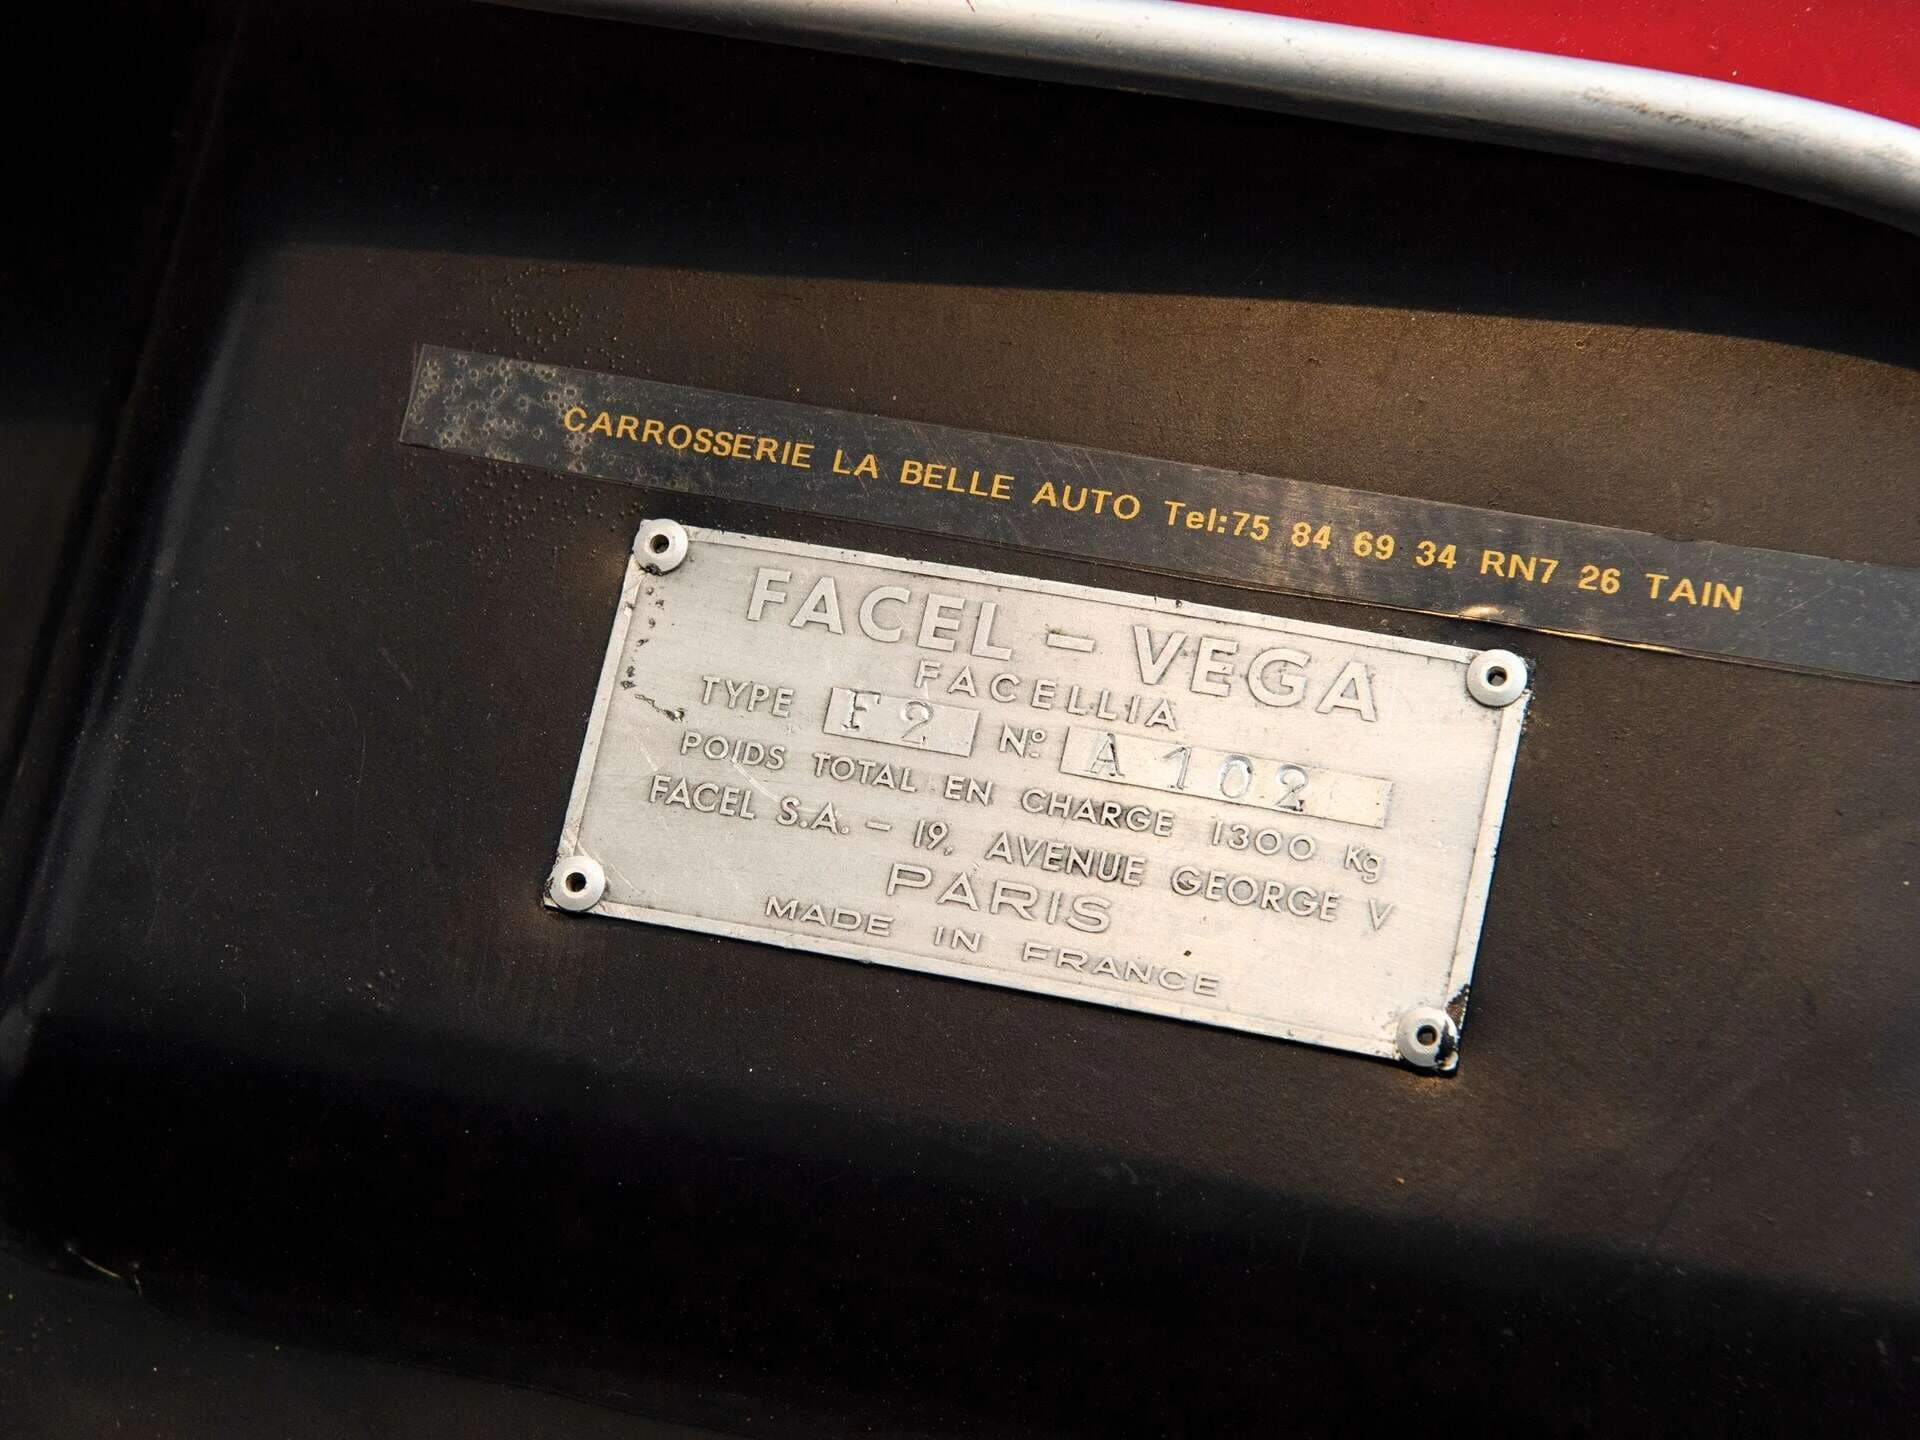 CARROSSERIE LA BELLE AUTO Tel:75 84 69 34 RN7 26 TAIN
FACEL - VEGA
FACELLIA
TYPE F2 Nº A 102
POIDS TOTAL EN CHARGE 1300 Kg
FACEL S.A. - 19, AVENUE GEORGE V
PARIS
MADE IN FRANCE